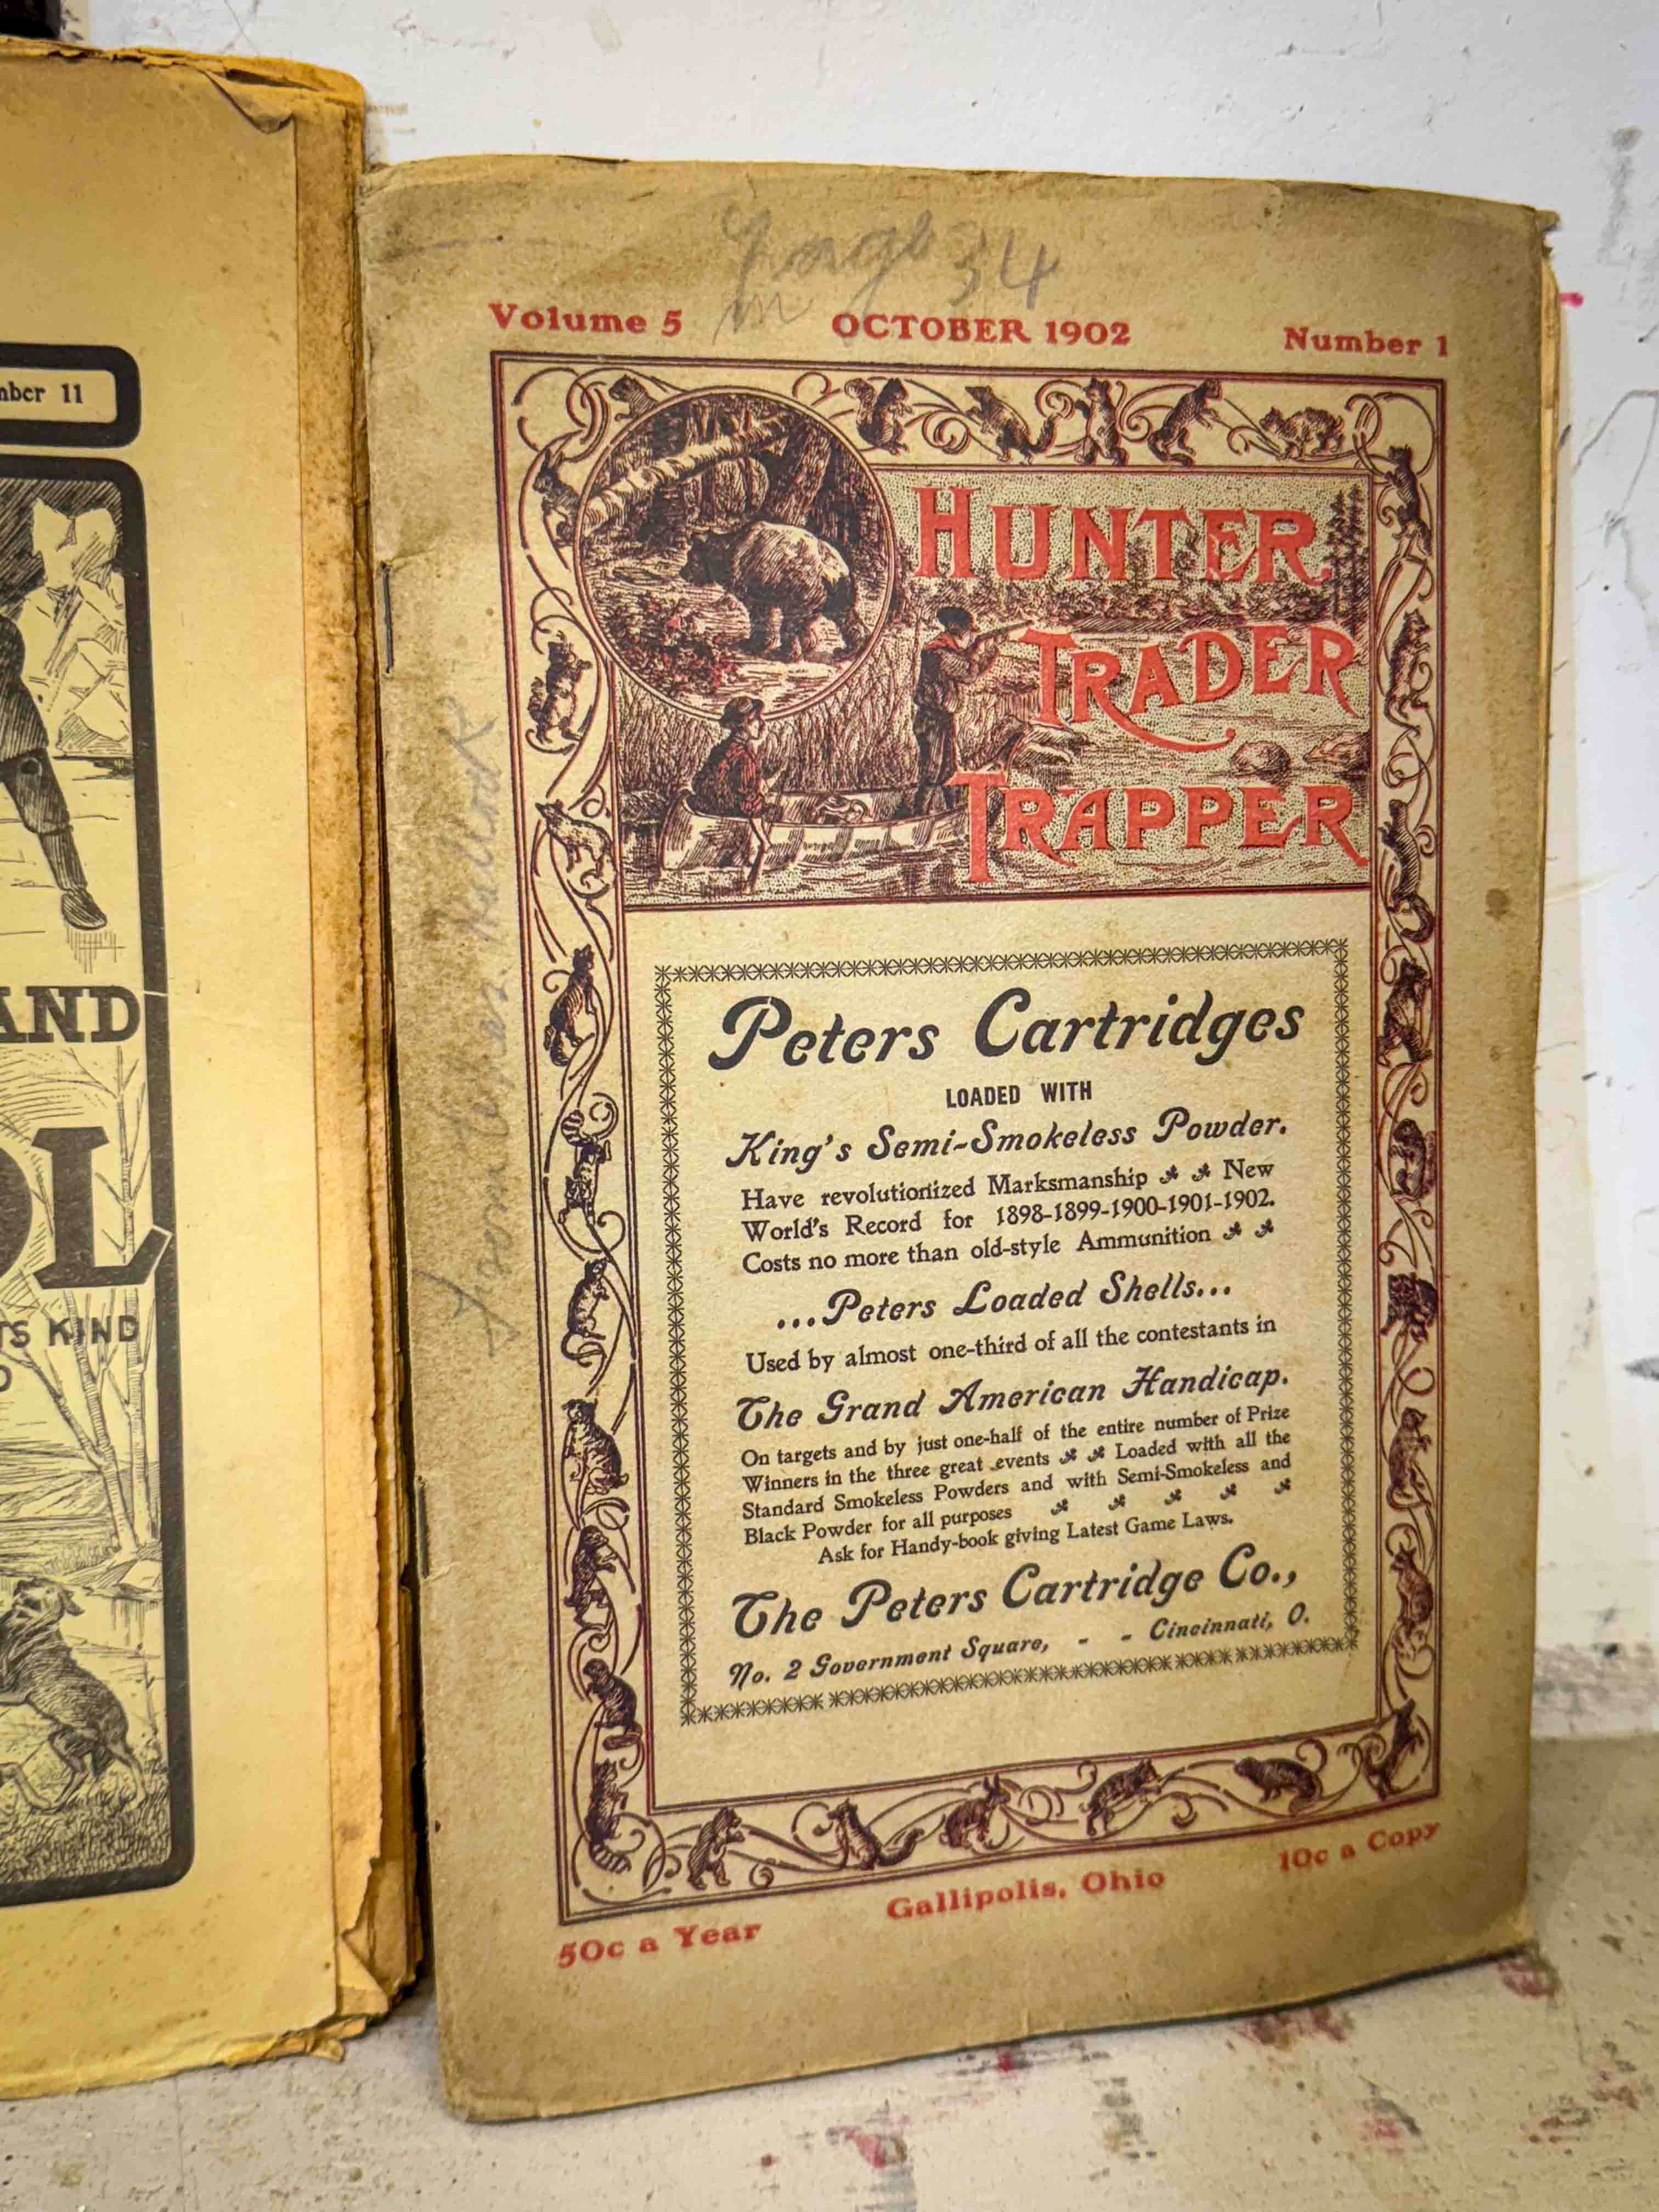 mber 11
AND
OL
TS KIND
34
in
Volume 5 OCTOBER 1902 Number 1
HUNTER
TRADER
TRAPPER
Peters Cartridges
LOADED WITH
King's Semi-Smokeless Powder.
Have revolutionized Marksmanship New
World's Record for 1898-1899-1900-1901-1902.
Costs no more than old-style Ammunition
...Peters Loaded Shells...
Used by almost one-third of all the contestants in
The Grand American Handicap.
On targets and by just one-half of the entire number of Prize
Winners in the three great events Loaded with all the
Standard Smokeless Powders and with Semi-Smokeless and
Black Powder for all purposes
Ask for Handy-book giving Latest Game Laws.
The Peters Cartridge Co.,
No. 2 Government Square, - - Cincinnati, O.
50c a Year Gallipolis, Ohio 10c a Copy